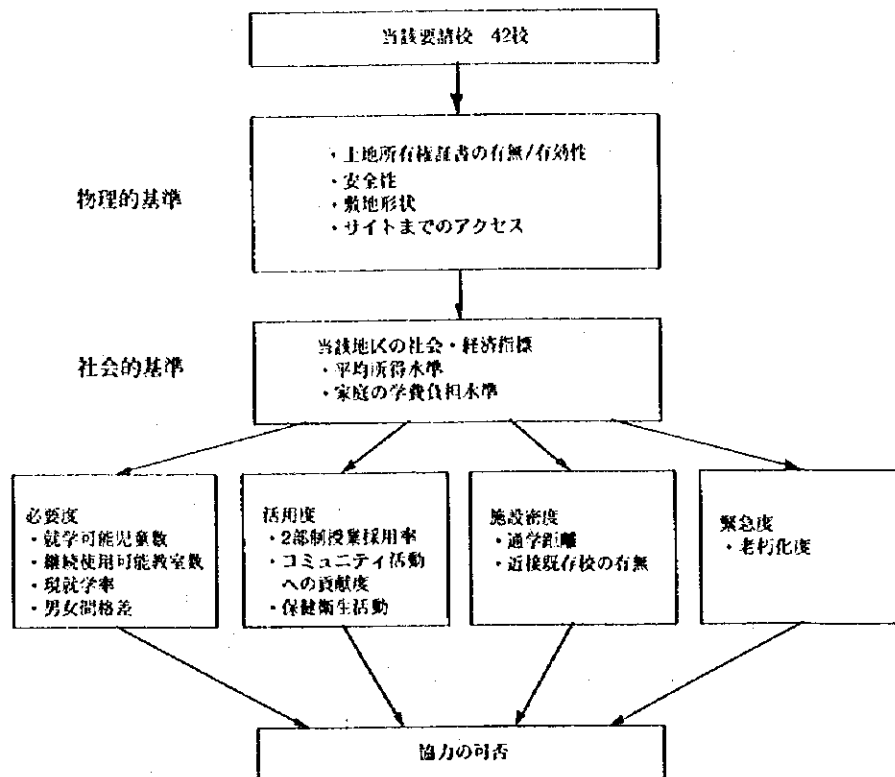 当該要請校 42校
物理的基準
・土地所有権証書の有無/有効性
・安全性
・敷地形状
・サイトまでのアクセス
社会的基準
当該地区の社会・経済指標
・平均所得水準
・家庭の学費負担水準
必要度
・就学可能児童数
・継続使用可能教室数
・現就学率
・男女間格差
活用度
・2部制授業採用率
・コミュニティ活動
への貢献度
・保健衛生活動
施設密度
・通学距離
・近接既存校の有無
緊急度
・老朽化度
協力の可否